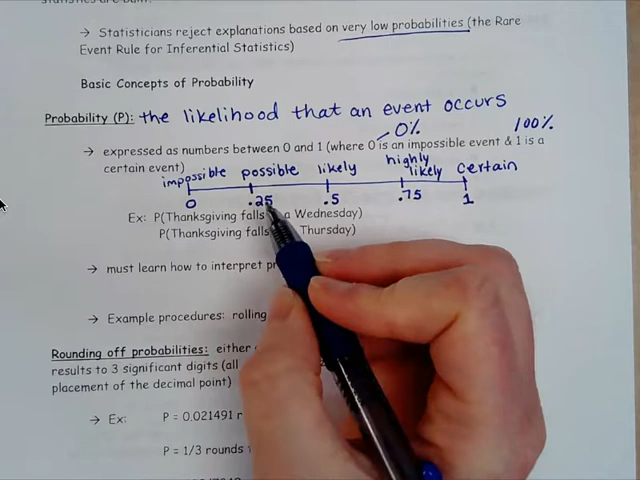 → Statisticians reject explanations based on very low probabilities (the Rare
Event Rule for Inferential Statistics)
Basic Concepts of Probability
Probability (P): the likelihood that an event occurs
0% 100%
→ expressed as numbers between 0 and 1 (where 0 is an impossible event & 1 is a
certain event)
impossible possible likely highly likely certain
0 .25 .5 .75 1
Ex: P(Thanksgiving falls a Wednesday)
P(Thanksgiving falls Thursday)
→ must learn how to interpret
→ Example procedures: rolling
Rounding off probabilities: either
results to 3 significant digits (all
placement of the decimal point)
→ Ex: P = 0.021491
P = 1/3 rounds